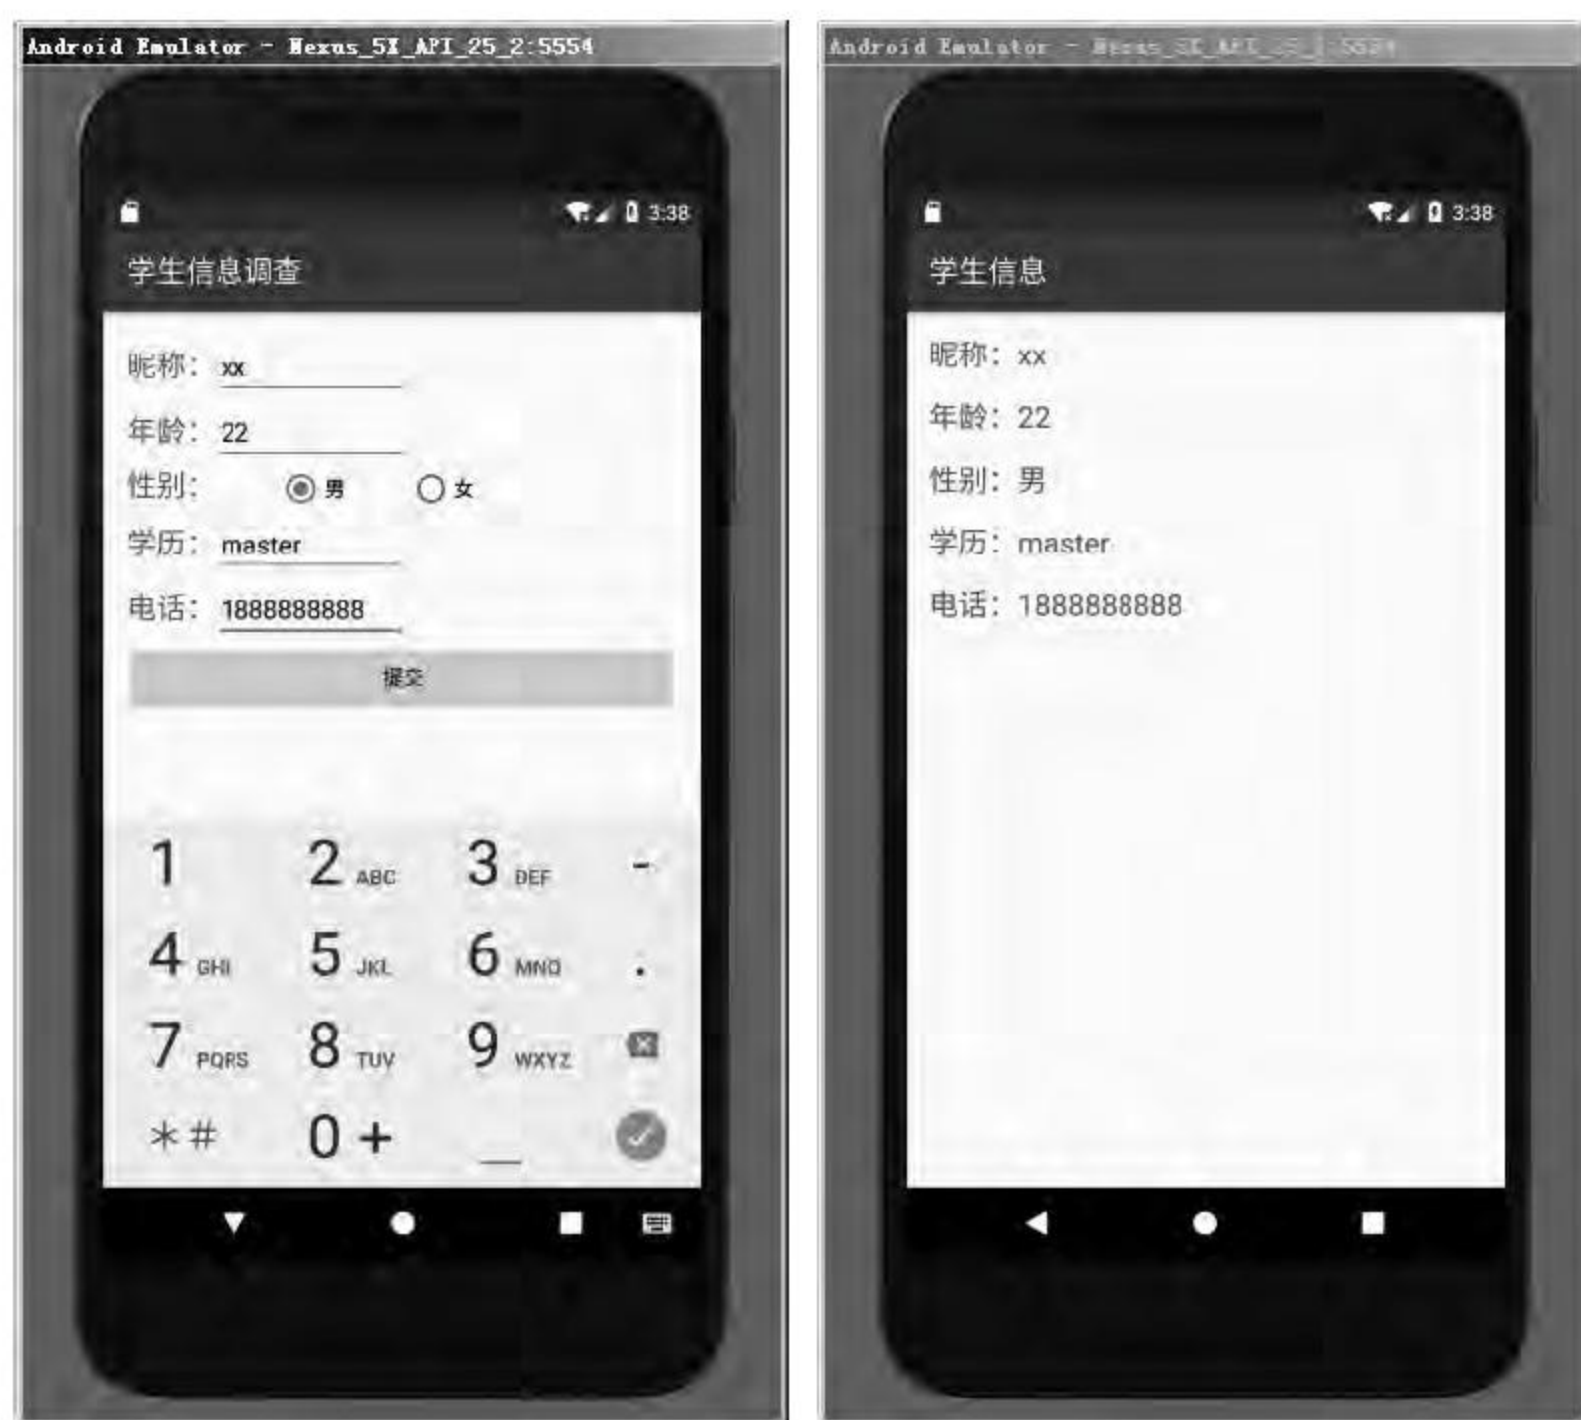 Android Emulator - Nexus_5X_API_25_2:5554
3:38
学生信息调查
昵称： xx
年龄： 22
性别： 男 女
学历： master
电话： 1888888888
提交
1 2 ABC 3 DEF -
4 GHI 5 JKL 6 MNO .
7 PQRS 8 TUV 9 WXYZ
*# 0 + _
Android Emulator - Nexus_5X_API_25_2:5554
3:38
学生信息
昵称：xx
年龄：22
性别：男
学历：master
电话：1888888888